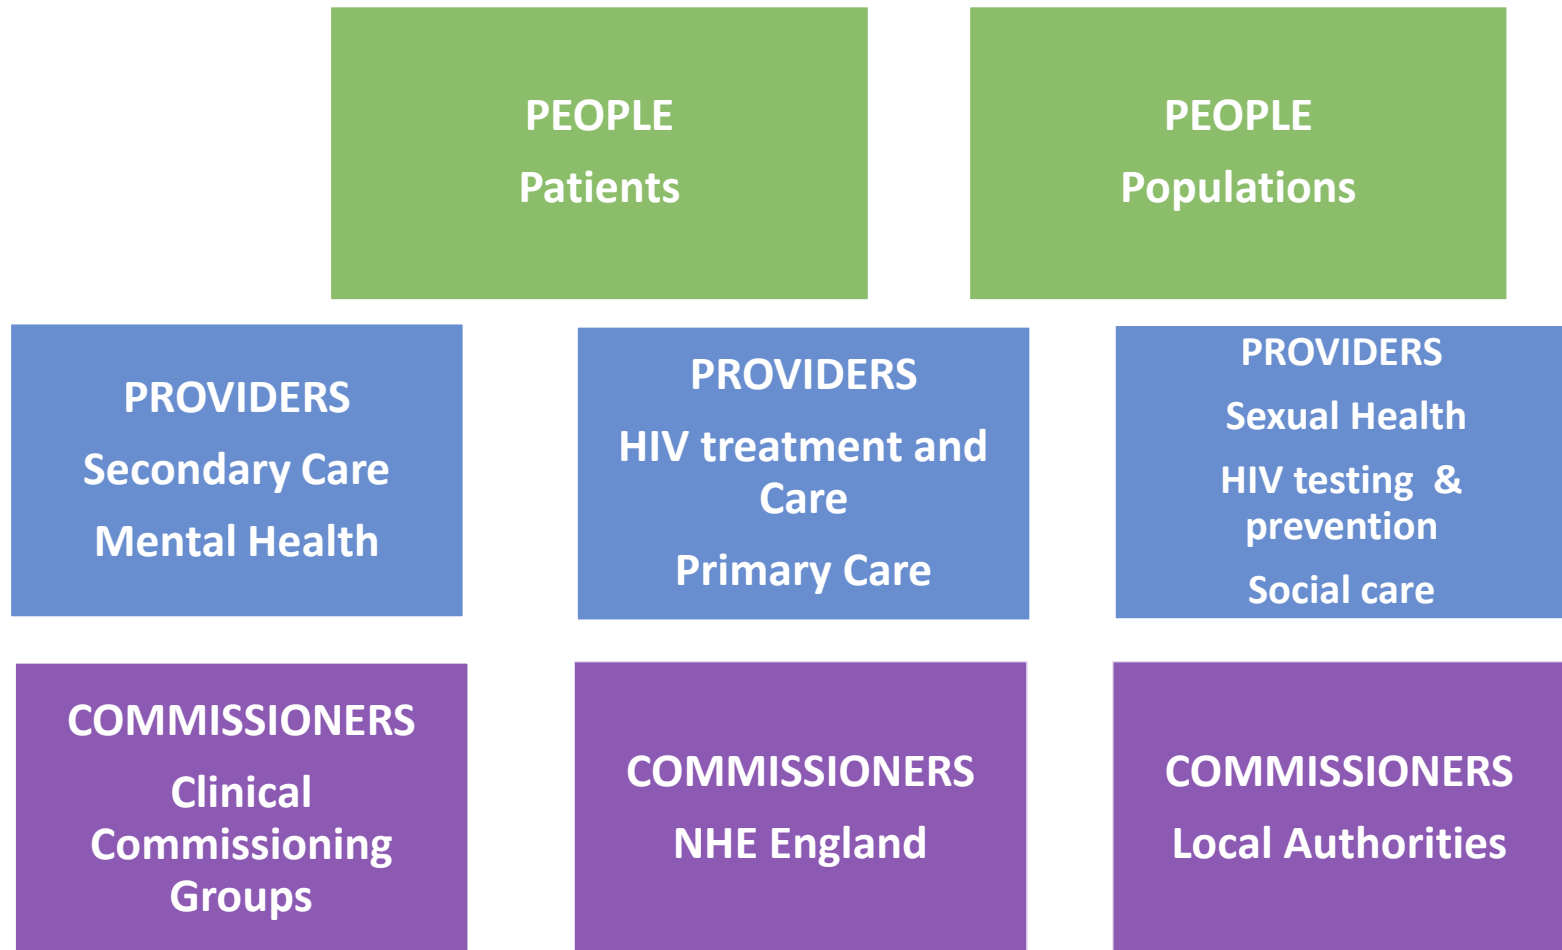 PEOPLE
Patients
PEOPLE
Populations
PROVIDERS
Secondary Care
Mental Health
PROVIDERS
HIV treatment and
Care
Primary Care
PROVIDERS
Sexual Health
HIV testing  &
prevention
Social care
COMMISSIONERS
Clinical
Commissioning
Groups
COMMISSIONERS
NHE England
COMMISSIONERS
Local Authorities